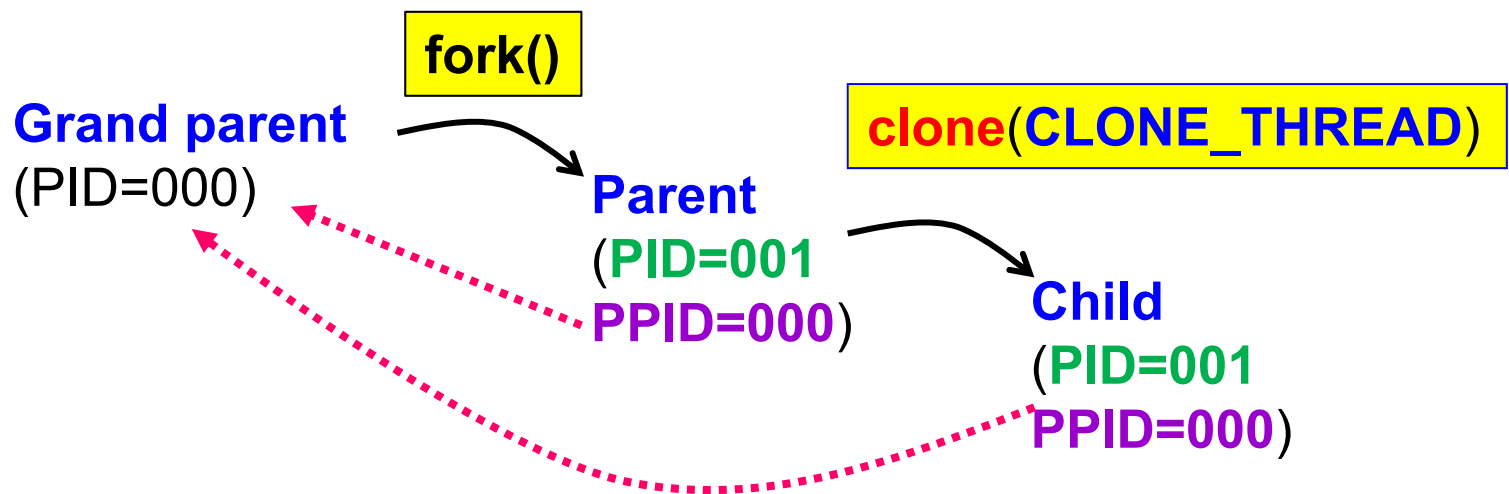 fork()
Grand parent
(PID=000)
clone(CLONE_THREAD)
Parent
(PID=001
PPID=000)
Child
(PID=001
PPID=000)